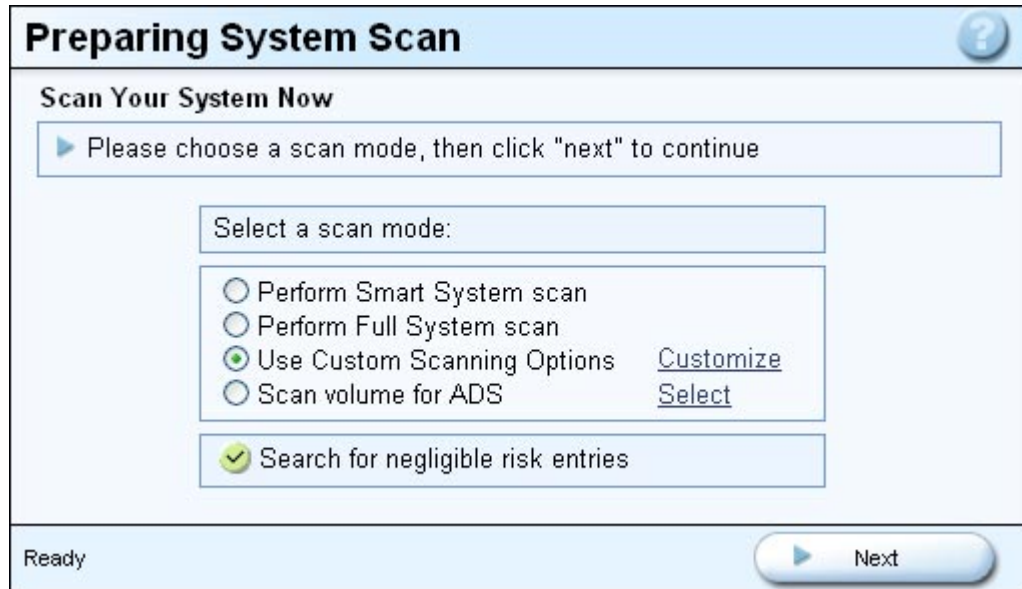 Preparing System Scan
?
Scan Your System Now
Please choose a scan mode, then click "next" to continue
Select a scan mode:
Perform Smart System scan
Perform Full System scan
Use Custom Scanning Options Customize
Scan volume for ADS Select
Search for negligible risk entries
Ready Next